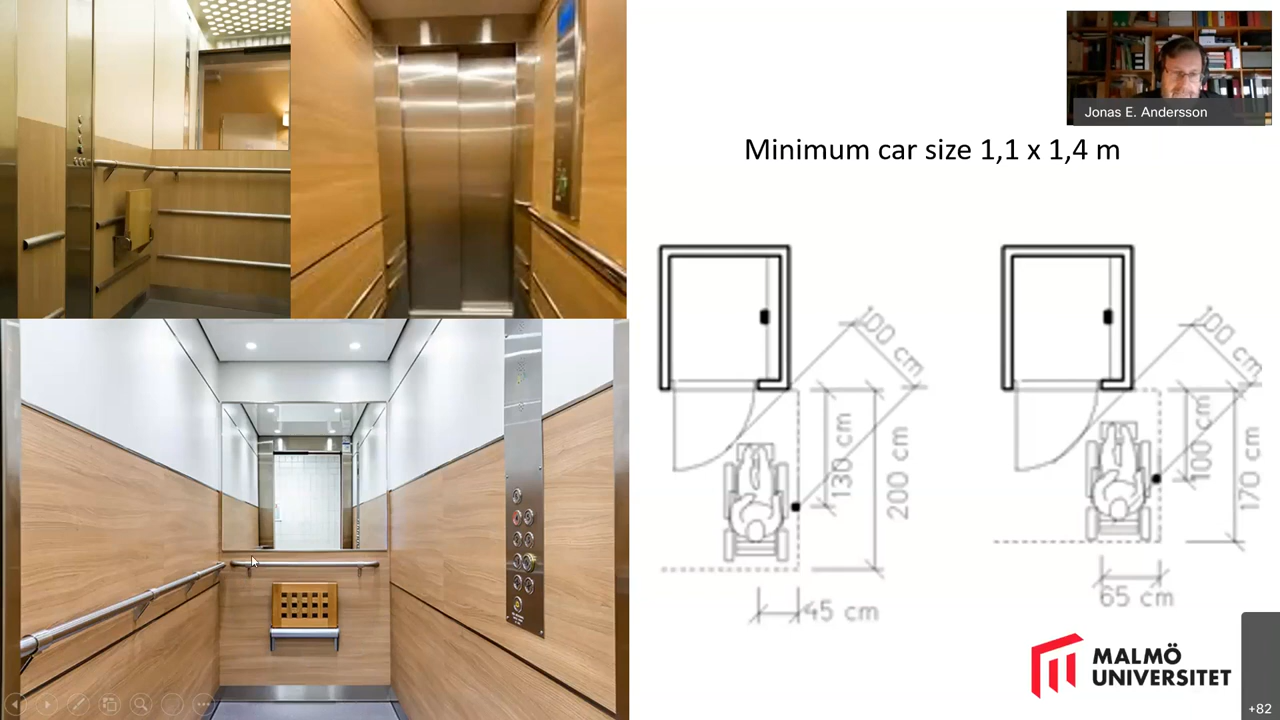 Jonas E. Andersson
Minimum car size 1,1 x 1,4 m
100 cm
130 cm
200 cm
45 cm
100 cm
100 cm
170 cm
65 cm
MALMÖ
UNIVERSITET
+82